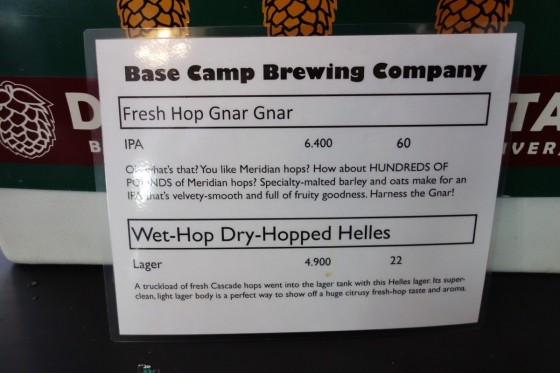 Base Camp Brewing Company
Fresh Hop Gnar Gnar
IPA 6.400 60
what's that? You like Meridian hops? How about HUNDREDS OF
of Meridian hops? Specialty-malted barley and oats make for an
that's velvety-smooth and full of fruity goodness. Harness the Gnar!
Wet-Hop Dry-Hopped Helles
Lager 4.900 22
A truckload of fresh Cascade hops went into the lager tank with this Helles lager. Its super-
clean, light lager body is a perfect way to show off a huge citrusy fresh-hop taste and aroma.